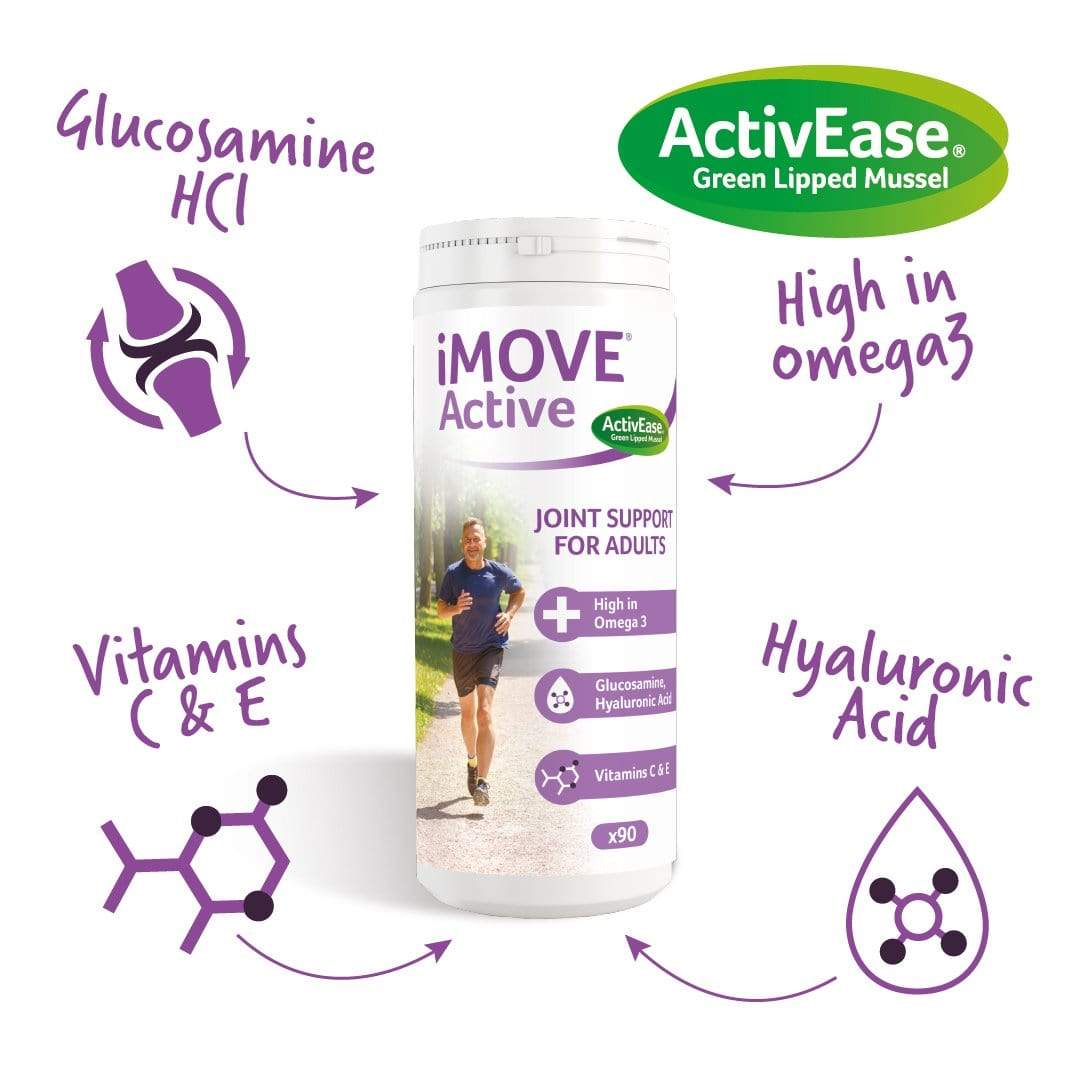 Glucosamine
HCl
ActivEase®
Green Lipped Mussel
High in
omega3
iMOVE®
Active
ActivEase®
Green Lipped Mussel
JOINT SUPPORT
FOR ADULTS
High in
Omega 3
Glucosamine,
Hyaluronic Acid
Vitamins C & E
x90
Vitamins
C & E
Hyaluronic
Acid